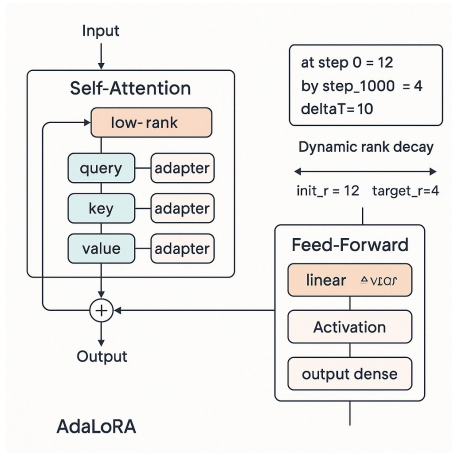 Input
Self-Attention
low-rank
query adapter
key adapter
value adapter
Output
AdaLoRA
at step 0 = 12
by step_1000 = 4
deltaT=10
Dynamic rank decay
init_r = 12 target_r=4
Feed-Forward
linear
Activation
output dense